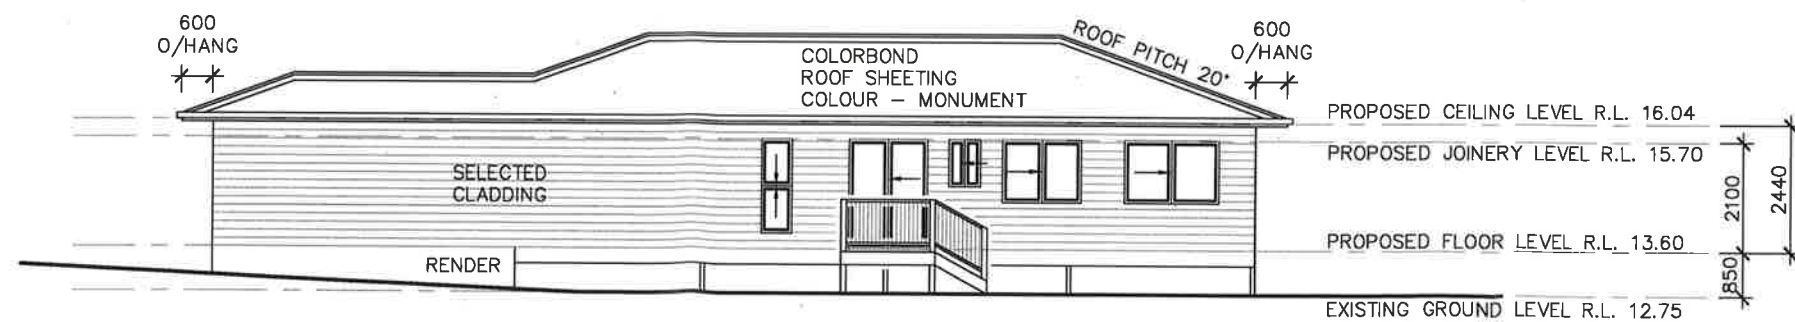 600
O/HANG
COLORBOND
ROOF SHEETING
COLOUR - MONUMENT
ROOF PITCH 20°
600
O/HANG
PROPOSED CEILING LEVEL R.L. 16.04
PROPOSED JOINERY LEVEL R.L. 15.70
SELECTED
CLADDING
2100
2440
PROPOSED FLOOR LEVEL R.L. 13.60
RENDER
850
EXISTING GROUND LEVEL R.L. 12.75